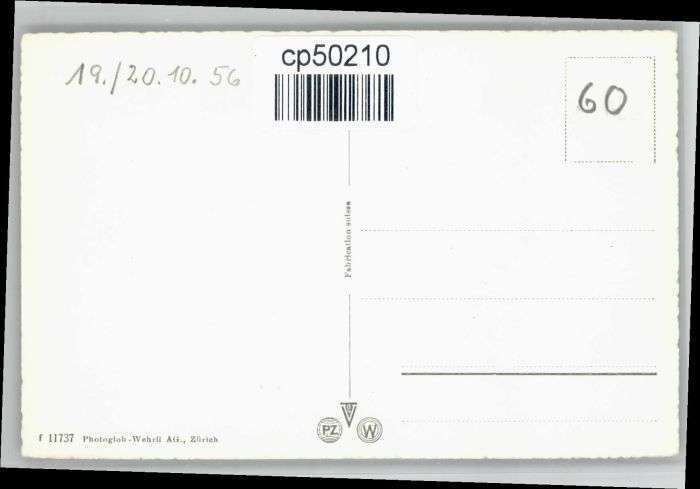 19./20.10.56
cp50210
60
Fabrication suisse
PZ W
f 11737 Photoglob-Wehrli AG., Zürich